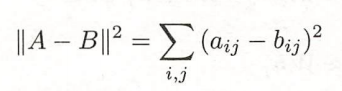 ‖A − B‖² = ∑_{i,j} (a_{ij} − b_{ij})²